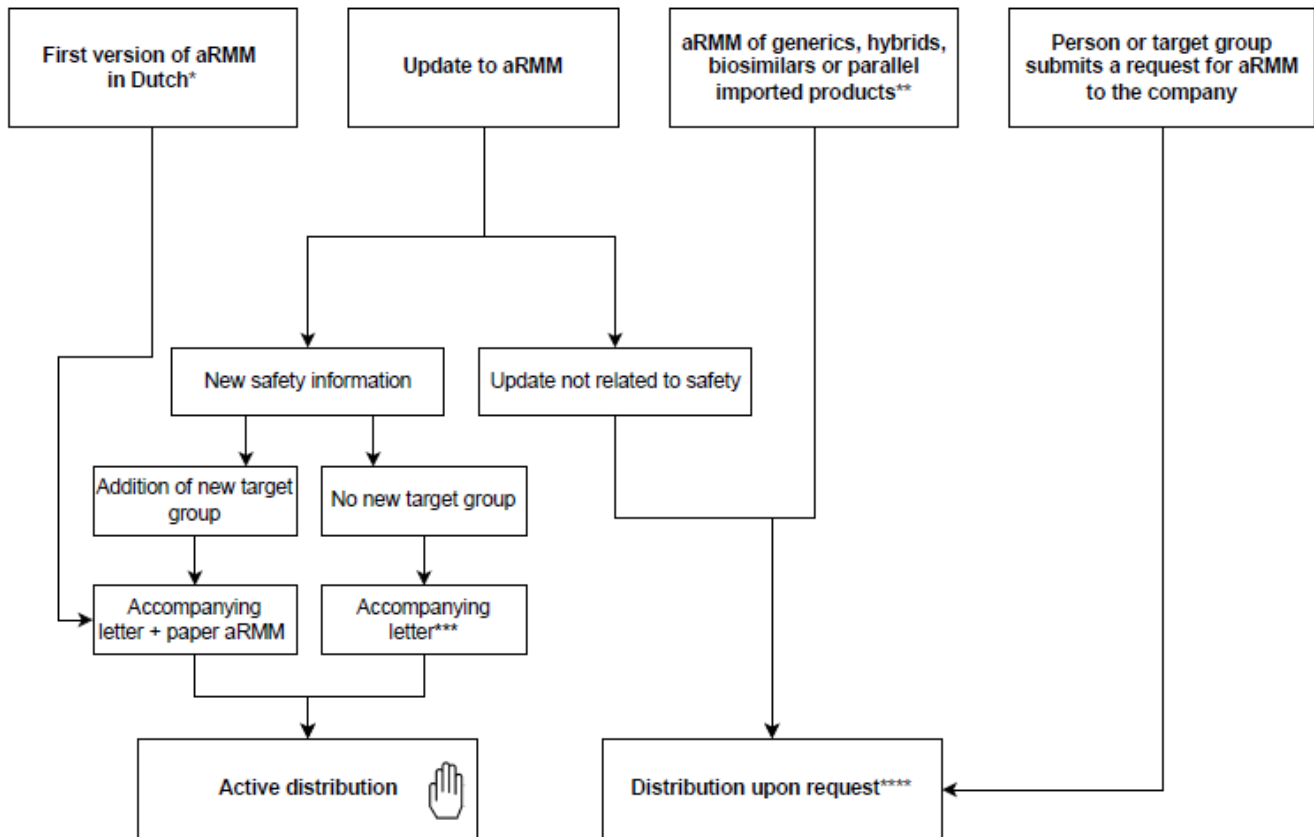 First version of aRMM
in Dutch*
Update to aRMM
aRMM of generics, hybrids,
biosimilars or parallel
imported products**
Person or target group
submits a request for aRMM
to the company
New safety information
Update not related to safety
Addition of new target
group
No new target group
Accompanying
letter + paper aRMM
Accompanying
letter***
Active distribution
Distribution upon request****